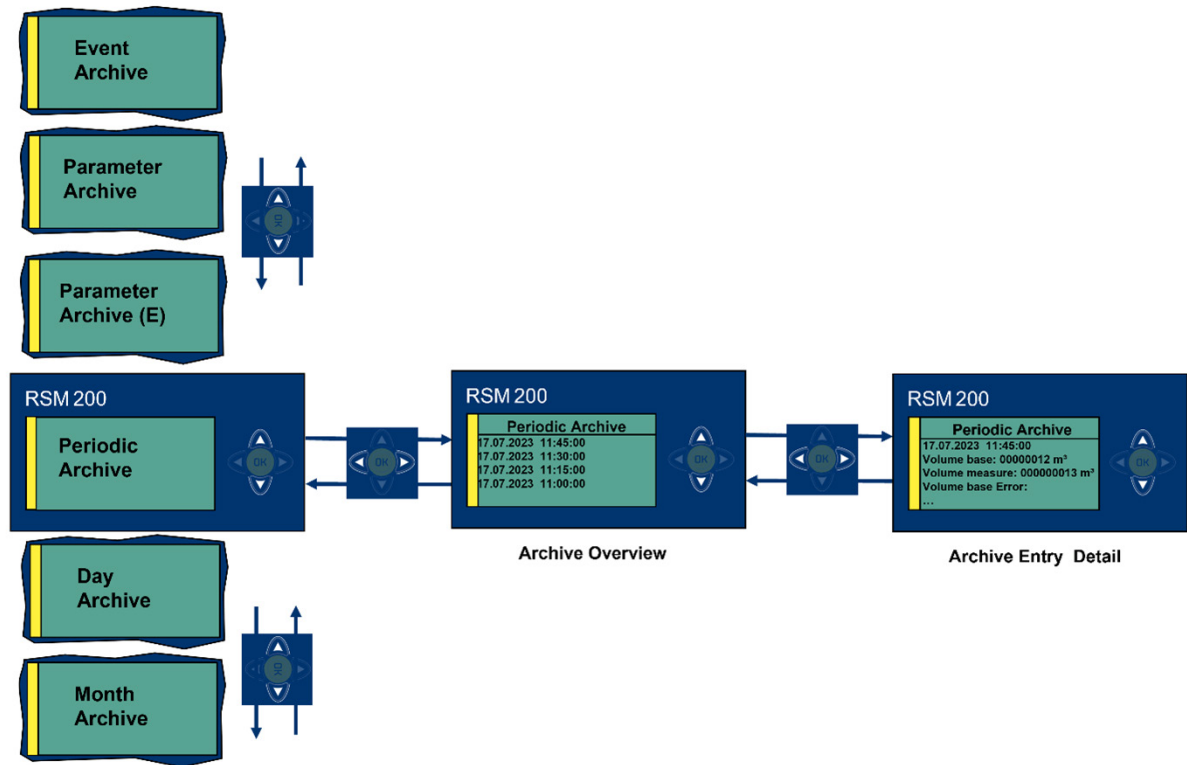 Event
Archive
Parameter
Archive
OK
Parameter
Archive (E)
RSM 200
Periodic
Archive
OK
OK
RSM 200
Periodic Archive
17.07.2023 11:45:00
17.07.2023 11:30:00
17.07.2023 11:15:00
17.07.2023 11:00:00
OK
Archive Overview
OK
RSM 200
Periodic Archive
17.07.2023 11:45:00
Volume base: 00000012 m³
Volume measure: 000000013 m³
Volume base Error:
...
OK
Archive Entry Detail
Day
Archive
OK
Month
Archive